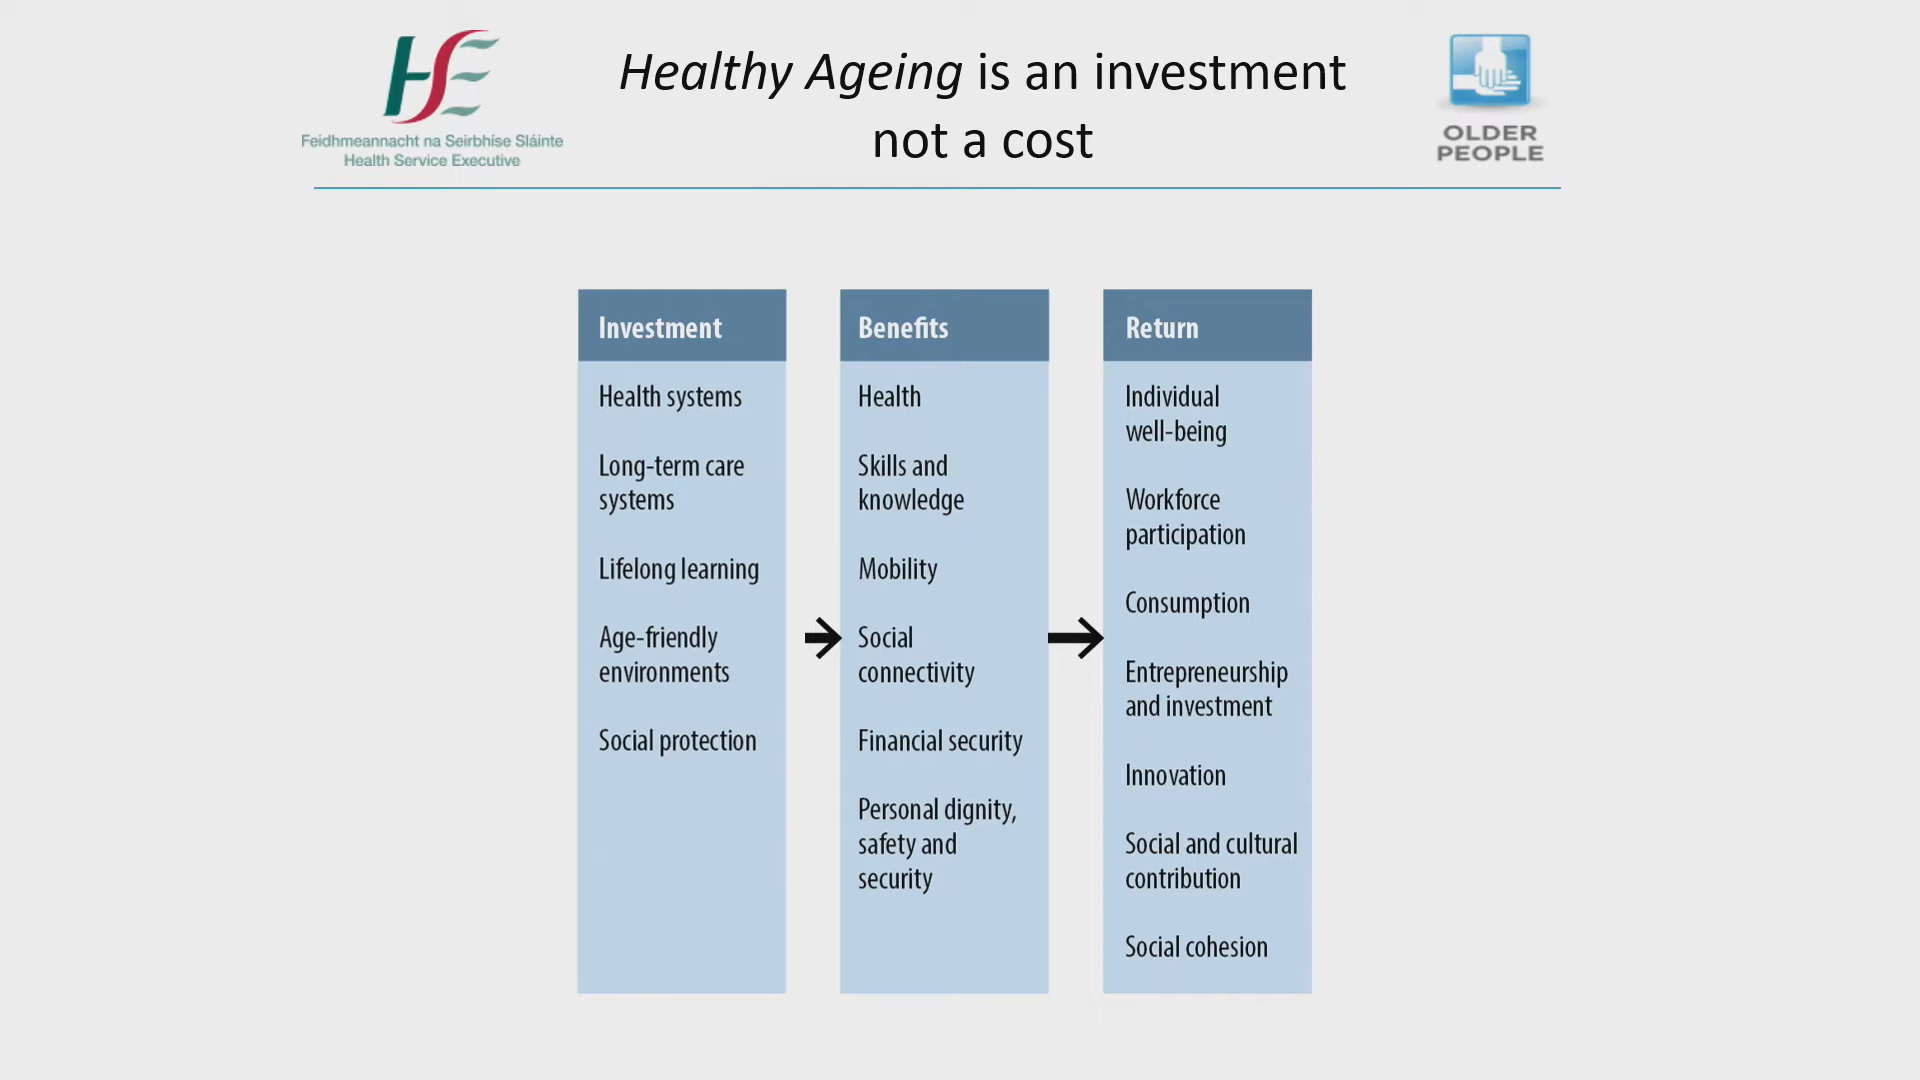 Healthy Ageing is an investment
not a cost
Feidhmeannacht na Seirbhíse Sláinte
Health Service Executive
OLDER
PEOPLE
Investment
Health systems
Long-term care
systems
Lifelong learning
Age-friendly
environments
Social protection
Benefits
Health
Skills and
knowledge
Mobility
Social
connectivity
Financial security
Personal dignity,
safety and
security
Return
Individual
well-being
Workforce
participation
Consumption
Entrepreneurship
and investment
Innovation
Social and cultural
contribution
Social cohesion